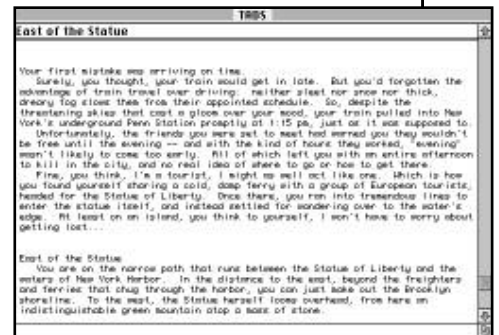 TADS
East of the Statue
Your first mistake was arriving on time.
Surely, you thought, your train would get in late. But you'd forgotten the
advantage of train travel over driving: neither sleet nor snow nor thick,
dreary fog slows them from their appointed schedule. So, despite the
threatening skies that cast a gloom over your mood, your train pulled into New
York's underground Penn Station promptly at 1:15 pm, just as it was supposed to.
Unfortunately, the friends you were set to meet had warned you they wouldn't
be free until the evening -- and with the kind of hours they worked, "evening"
wasn't likely to come too early. All of which left you with an entire afternoon
to kill in the city, and no real idea of where to go or how to get there.
Fine, you think, I'm a tourist, I might as well act like one. Which is how
you found yourself sharing a cold, damp ferry with a group of European tourists,
headed for the Statue of Liberty. Once there, you ran into tremendous lines to
enter the statue itself, and instead settled for wandering over to the water's
edge. At least on an island, you think to yourself, I won't have to worry about
getting lost...
East of the Statue
You are on the narrow path that runs between the Statue of Liberty and the
waters of New York Harbor. In the distance to the east, beyond the freighters
and ferries that chug through the harbor, you can just make out the Brooklyn
shoreline. To the west, the Statue herself looms overhead, from here an
indistinguishable green mountain atop a mass of stone.